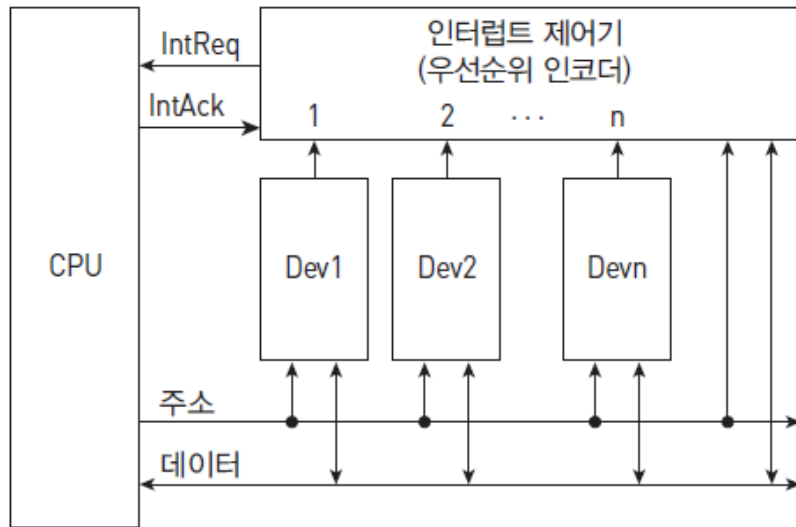 인터럽트 제어기
(우선순위 인코더)
IntReq
IntAck
1 2 ··· n
CPU
Dev1 Dev2 Devn
주소
데이터